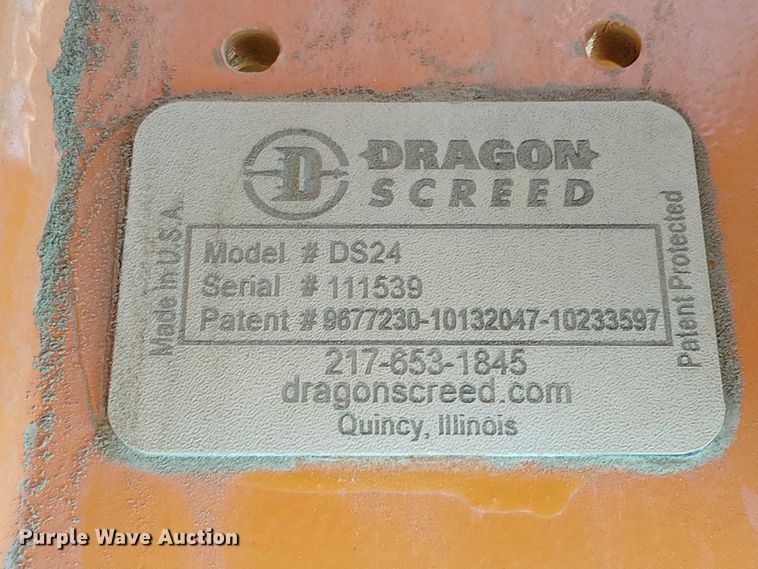 D DRAGON
SCREED
Made in U.S.A.
Model # DS24
Serial # 111539
Patent # 9677230-10132047-10233597
Patent Protected
217-653-1845
dragonscreed.com
Quincy, Illinois
Purple Wave Auction